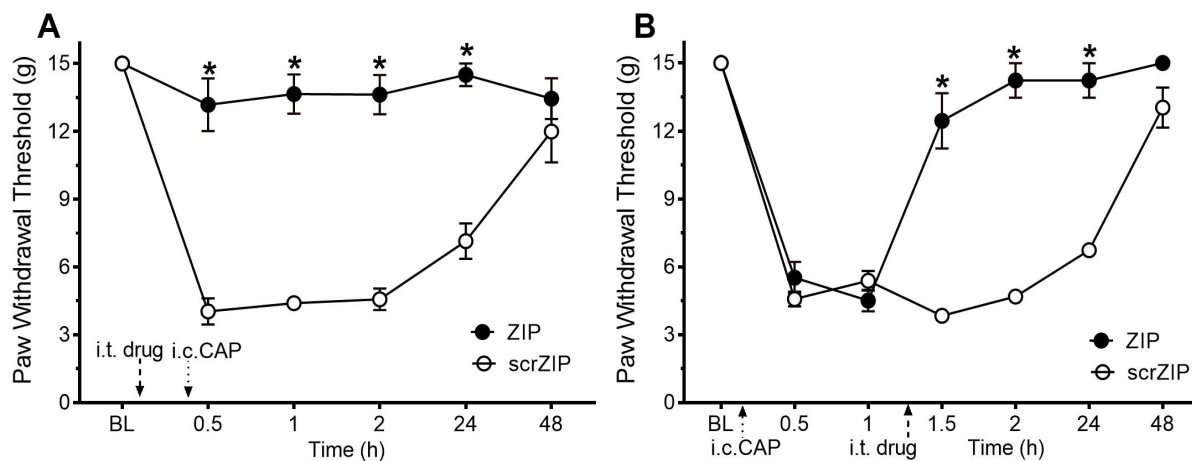 A
Paw Withdrawal Threshold (g)
15
12
9
6
3
0
* * * *
ZIP
scrZIP
i.t. drug i.c.CAP
BL 0.5 1 2 24 48
Time (h)
B
Paw Withdrawal Threshold (g)
15
12
9
6
3
0
* * *
ZIP
scrZIP
BL 0.5 1 1.5 2 24 48
i.c.CAP i.t. drug Time (h)